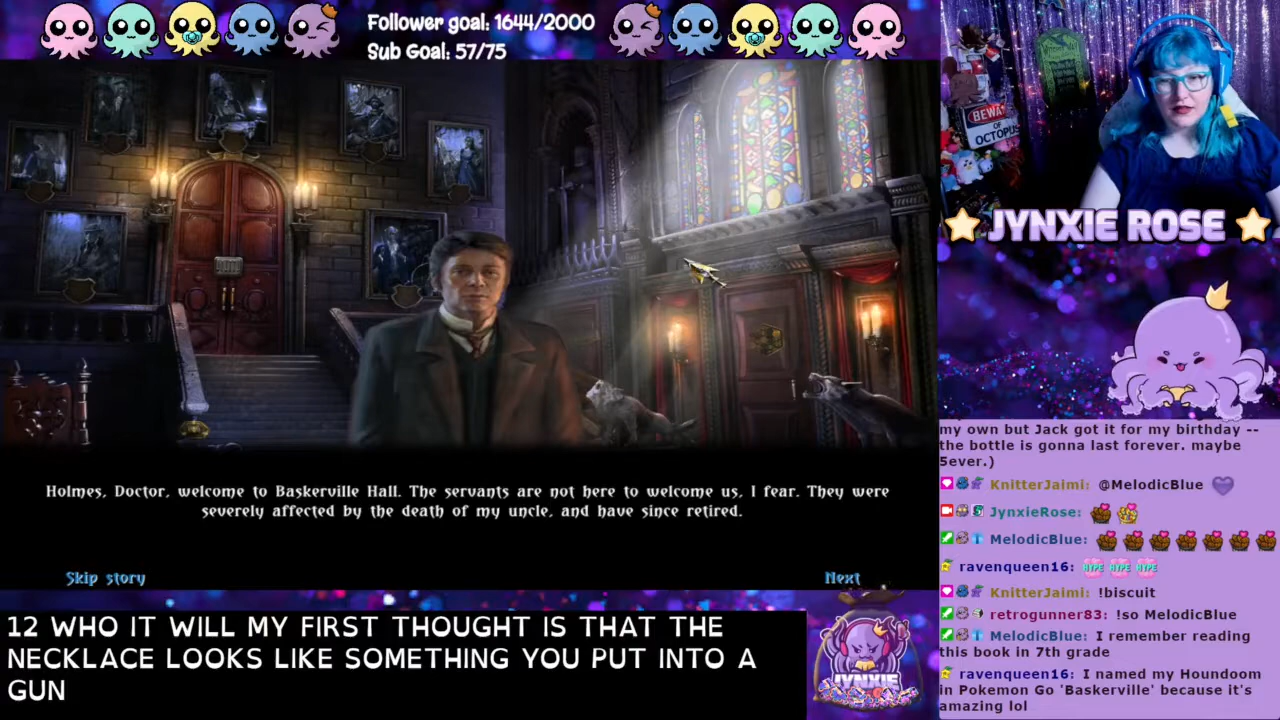 Follower goal: 1644/2000
Sub Goal: 57/75
BEWARE
OF
OCTOPUS
JYNXIE ROSE
Holmes, Doctor, welcome to Baskerville Hall. The servants are not here to welcome us, I fear. They were
severely affected by the death of my uncle, and have since retired.
Skip story
Next
12 WHO IT WILL MY FIRST THOUGHT IS THAT THE
NECKLACE LOOKS LIKE SOMETHING YOU PUT INTO A
GUN
JYNXIE
my own but Jack got it for my birthday --
the bottle is gonna last forever. maybe
5ever.)
KnitterJaimi: @MelodicBlue
JynxieRose:
MelodicBlue:
ravenqueen16: HYPE HYPE HYPE
KnitterJaimi: !biscuit
retrogunner83: !so MelodicBlue
MelodicBlue: I remember reading
this book in 7th grade
ravenqueen16: I named my Houndoom
in Pokemon Go 'Baskerville' because it's
amazing lol